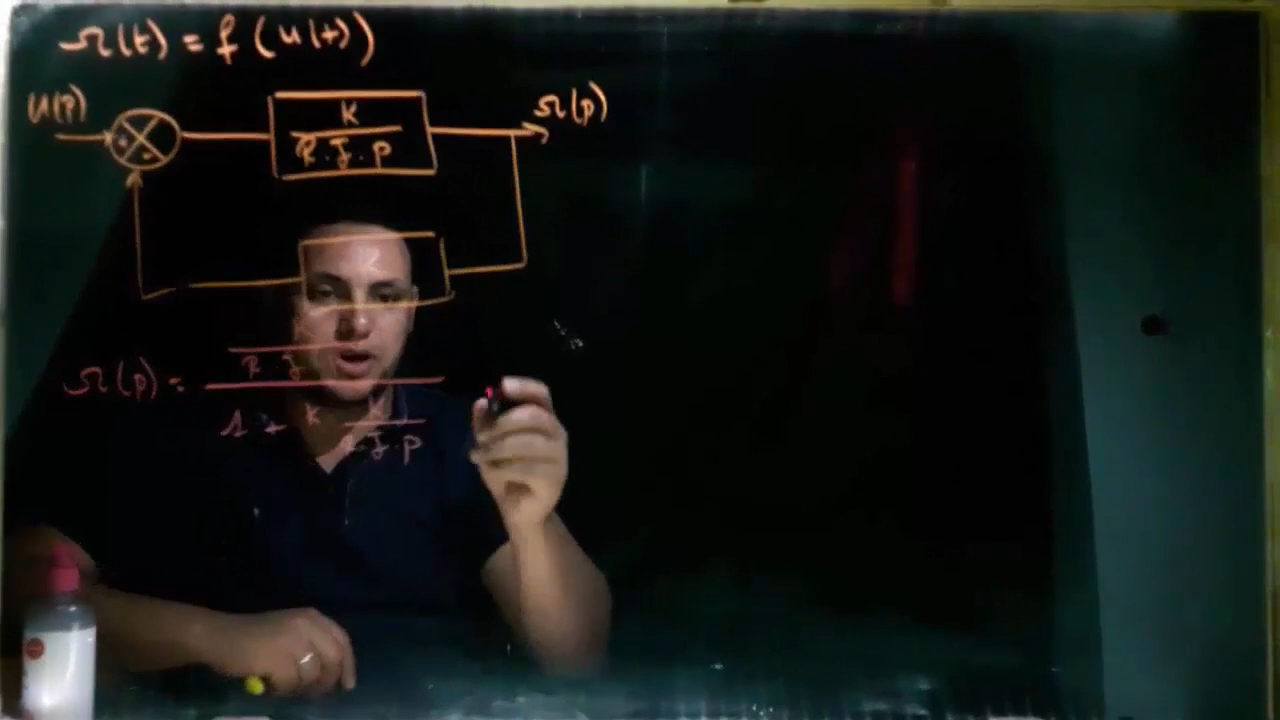 Ω(t) = f(u(t))
U(p)
+
-
K
R.J.p
Ω(p)
Ω(p) =
R.J
1 + K
K
R.J.p